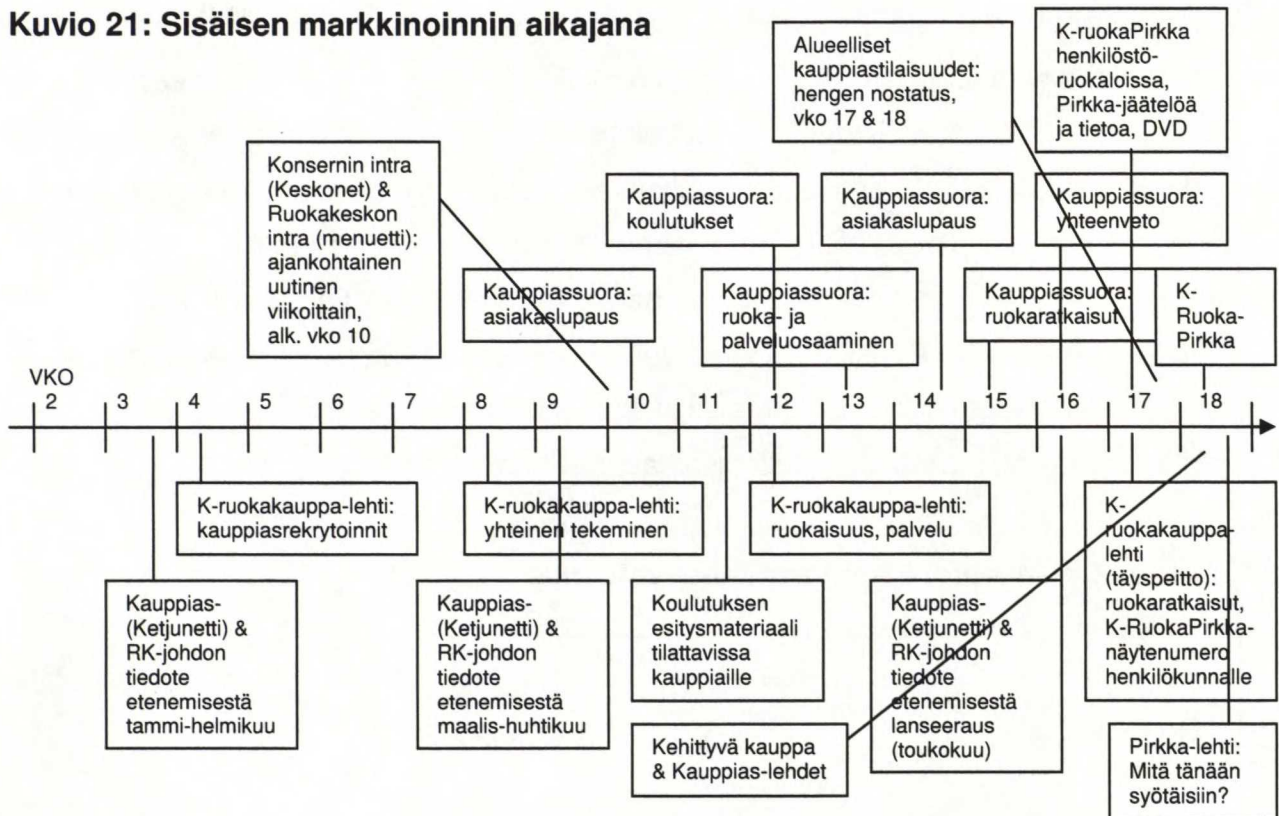 Kuvio 21: Sisäisen markkinoinnin aikajana
Konsernin intra
(Keskonet) &
Ruokakeskon
intra (menuetti):
ajankohtainen
uutinen
viikoittain,
alk. vko 10
Kauppiassuora:
asiakaslupaus
Kauppiassuora:
koulutukset
Kauppiassuora:
ruoka- ja
palveluosaaminen
Alueelliset
kauppiastilaisuudet:
hengen nostatus,
vko 17 & 18
Kauppiassuora:
asiakaslupaus
Kauppiassuora:
ruokaratkaisut
K-ruokaPirkka
henkilöstö-
ruokaloissa,
Pirkka-jäätelöä
ja tietoa, DVD
Kauppiassuora:
yhteenveto
K-
Ruoka-
Pirkka
VKO
2 3 4 5 6 7 8 9 10 11 12 13 14 15 16 17 18
K-ruokakauppa-lehti:
kauppiasrekrytoinnit
K-ruokakauppa-lehti:
yhteinen tekeminen
K-ruokakauppa-lehti:
ruokaisuus, palvelu
K-
ruokakauppa-
lehti
(täyspeitto):
ruokaratkaisut,
K-RuokaPirkka-
näytenumero
henkilökunnalle
Kauppias-
(Ketjunetti) &
RK-johdon
tiedote
etenemisestä
tammi-helmikuu
Kauppias-
(Ketjunetti) &
RK-johdon
tiedote
etenemisestä
maalis-huhtikuu
Koulutuksen
esitysmateriaali
tilattavissa
kauppiaille
Kauppias-
(Ketjunetti) &
RK-johdon
tiedote
etenemisestä
lanseeraus
(toukokuu)
Kehittyvä kauppa
& Kauppias-lehdet
Pirkka-lehti:
Mitä tänään
syötäisiin?